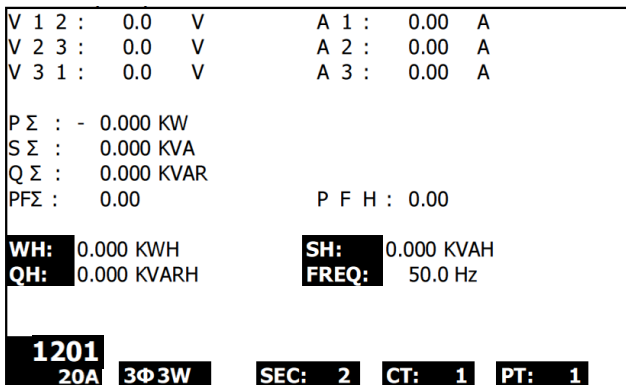 V 1 2 : 0.0 V A 1 : 0.00 A
V 2 3 : 0.0 V A 2 : 0.00 A
V 3 1 : 0.0 V A 3 : 0.00 A
P Σ : - 0.000 KW
S Σ : 0.000 KVA
Q Σ : 0.000 KVAR
PFΣ : 0.00 P F H : 0.00
WH: 0.000 KWH SH: 0.000 KVAH
QH: 0.000 KVARH FREQ: 50.0 Hz
1201
20A 3Φ3W SEC: 2 CT: 1 PT: 1